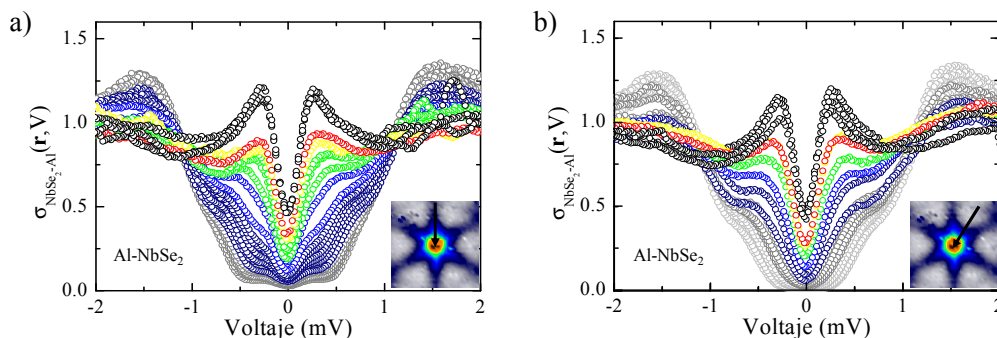 a)
1.5
1.0
0.5
0.0
σNbSe₂-Al(r, V)
Al-NbSe₂
-2 -1 0 1 2
Voltaje (mV)
b)
1.5
1.0
0.5
0.0
σNbSe₂-Al(r, V)
Al-NbSe₂
-2 -1 0 1 2
Voltaje (mV)